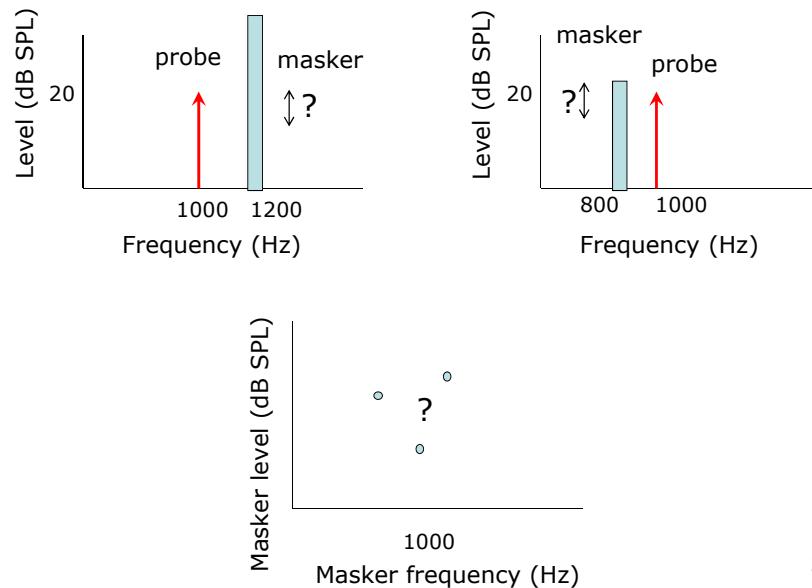 Level (dB SPL)
20
probe
masker
?
1000 1200
Frequency (Hz)
Level (dB SPL)
20
masker
probe
?
800 1000
Frequency (Hz)
Masker level (dB SPL)
?
1000
Masker frequency (Hz)